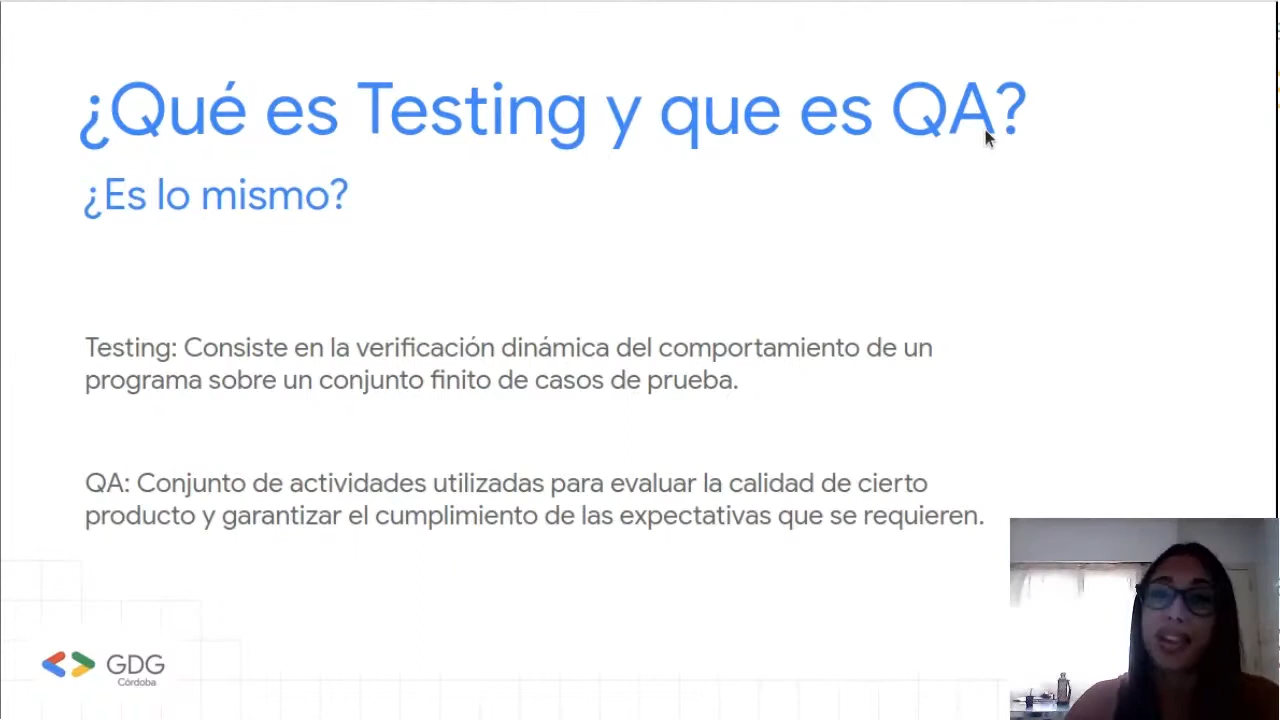 ¿Qué es Testing y que es QA?
¿Es lo mismo?
Testing: Consiste en la verificación dinámica del comportamiento de un
programa sobre un conjunto finito de casos de prueba.
QA: Conjunto de actividades utilizadas para evaluar la calidad de cierto
producto y garantizar el cumplimiento de las expectativas que se requieren.
GDG
Córdoba